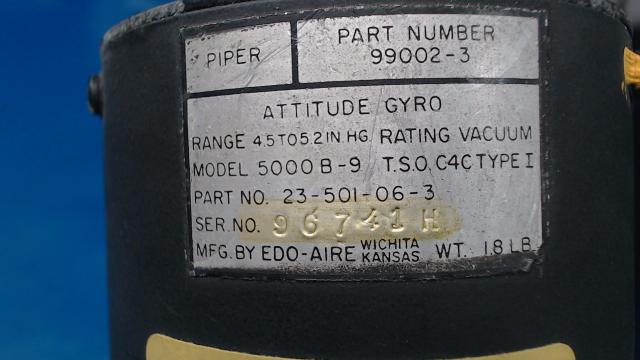 PIPER
PART NUMBER
99002-3
ATTITUDE GYRO
RANGE 4.5 TO 5.2 IN HG RATING VACUUM
MODEL 5000 B-9 T.S.O. C4C TYPE I
PART NO. 23-501-06-3
SER. NO. 96741H
MFG. BY EDO-AIRE WICHITA KANSAS WT. 1.8 LB.